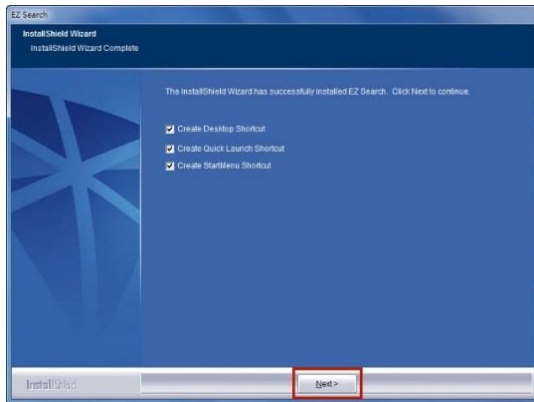 EZ Search
InstallShield Wizard
InstallShield Wizard Complete
The InstallShield Wizard has successfully installed EZ Search. Click Next to continue.
Create Desktop Shortcut
Create Quick Launch Shortcut
Create StartMenu Shortcut
InstallShield
Next >